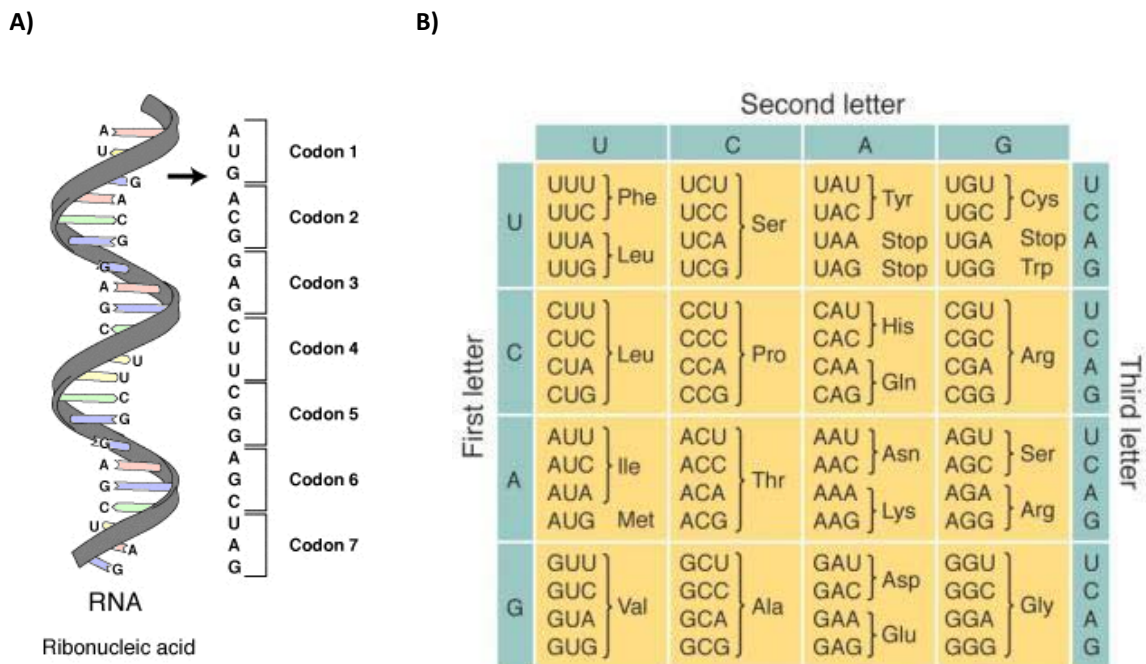 A)
B)
A
U
G
A
C
G
G
A
G
C
U
U
C
G
G
A
G
C
U
A
G
RNA
Ribonucleic acid
A
U
G
Codon 1
A
C
G
Codon 2
G
A
G
Codon 3
C
U
U
Codon 4
C
G
G
Codon 5
A
G
C
Codon 6
U
A
G
Codon 7
Second letter
U C A G
First letter
U
UUU UCU UAU UGU U
Phe Tyr Cys
UUC UCC UAC UGC C
Ser
UUA UCA UAA Stop UGA Stop A
Leu
UUG UCG UAG Stop UGG Trp G
C
CUU CCU CAU CGU U
His
CUC CCC CAC CGC C
Leu Pro Arg
CUA CCA CAA CGA A
Gln
CUG CCG CAG CGG G
A
AUU ACU AAU AGU U
Asn Ser
AUC ACC AAC AGC C
Ile Thr
AUA ACA AAA AGA A
Lys Arg
AUG Met ACG AAG AGG G
G
GUU GCU GAU GGU U
Asp
GUC GCC GAC GGC C
Val Ala Gly
GUA GCA GAA GGA A
Glu
GUG GCG GAG GGG G
Third letter